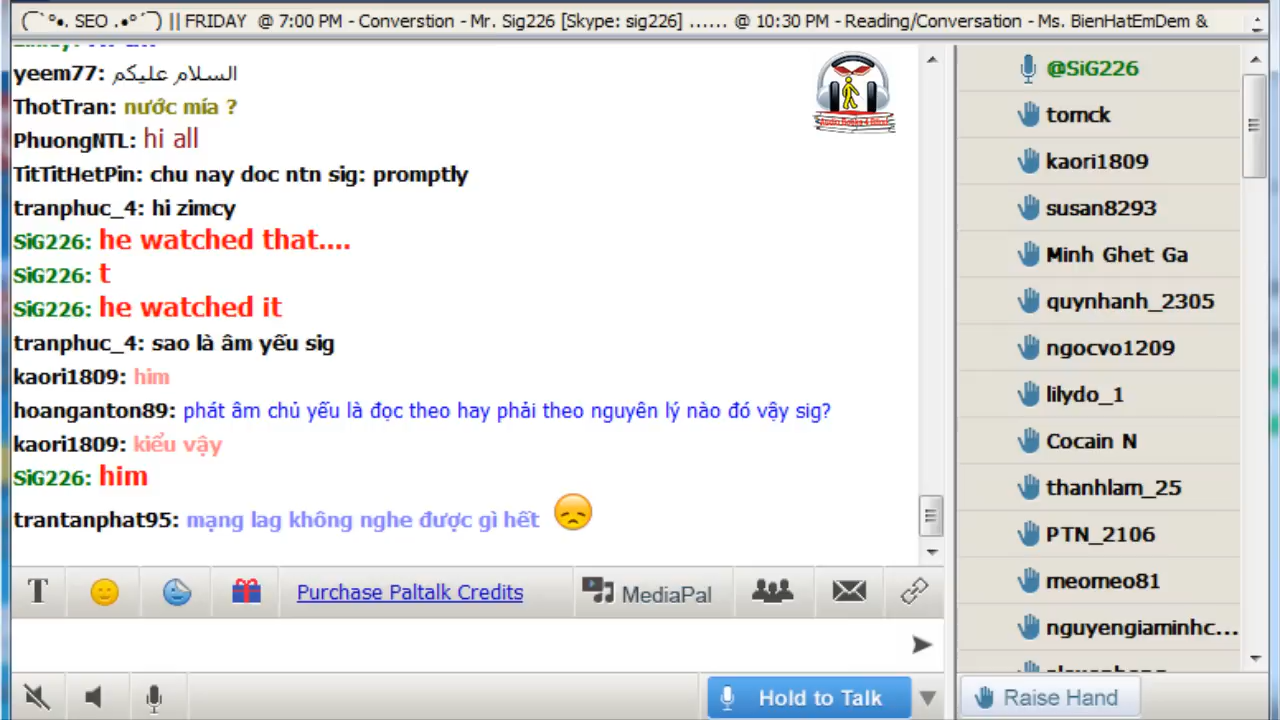 (¯`°•. SEO .•°´¯) || FRIDAY @ 7:00 PM - Converstion - Mr. Sig226 [Skype: sig226] ...... @ 10:30 PM - Reading/Conversation - Ms. BienHatEmDem &
yeem77: السلام عليكم
ThotTran: nước mía ?
PhuongNTL: hi all
TitTitHetPin: chu nay doc ntn sig: promptly
tranphuc_4: hi zimcy
SiG226: he watched that....
SiG226: t
SiG226: he watched it
tranphuc_4: sao là âm yếu sig
kaori1809: him
hoanganton89: phát âm chủ yếu là đọc theo hay phải theo nguyên lý nào đó vậy sig?
kaori1809: kiểu vậy
SiG226: him
trantanphat95: mạng lag không nghe được gì hết
T
Purchase Paltalk Credits
MediaPal
Hold to Talk
@SiG226
tomck
kaori1809
susan8293
Minh Ghet Ga
quynhanh_2305
ngocvo1209
lilydo_1
Cocain N
thanhlam_25
PTN_2106
meomeo81
nguyengiaminhc...
Raise Hand